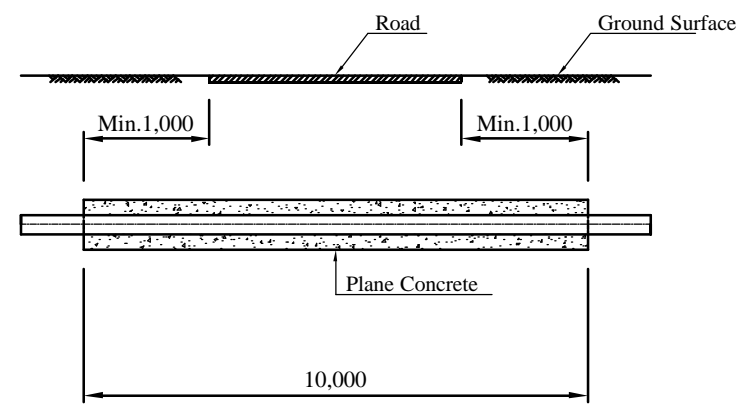 Road
Ground Surface
Min.1,000
Min.1,000
Plane Concrete
10,000